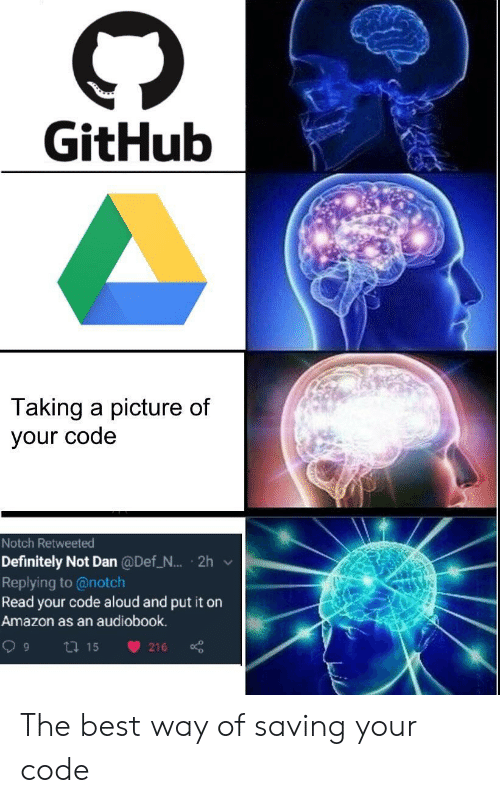 GitHub
Taking a picture of
your code
Notch Retweeted
Definitely Not Dan @Def_N... · 2h
Replying to @notch
Read your code aloud and put it on
Amazon as an audiobook.
9 15 216
The best way of saving your
code